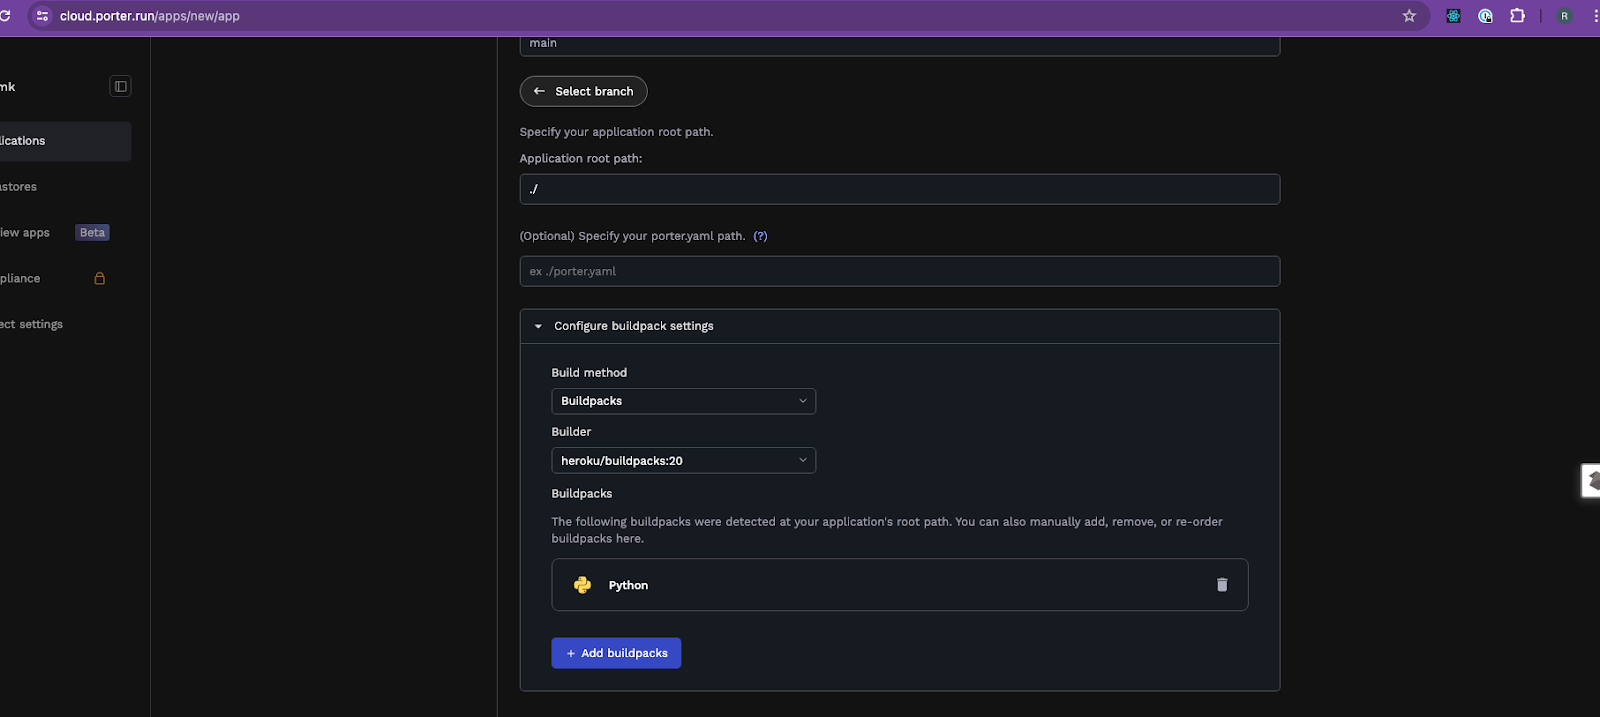 cloud.porter.run/apps/new/app
R
mk
lications
astores
iew apps
Beta
pliance
ect settings
main
← Select branch
Specify your application root path.
Application root path:
./
(Optional) Specify your porter.yaml path. (?)
ex ./porter.yaml
Configure buildpack settings
Build method
Buildpacks
Builder
heroku/buildpacks:20
Buildpacks
The following buildpacks were detected at your application's root path. You can also manually add, remove, or re-order
buildpacks here.
Python
+ Add buildpacks